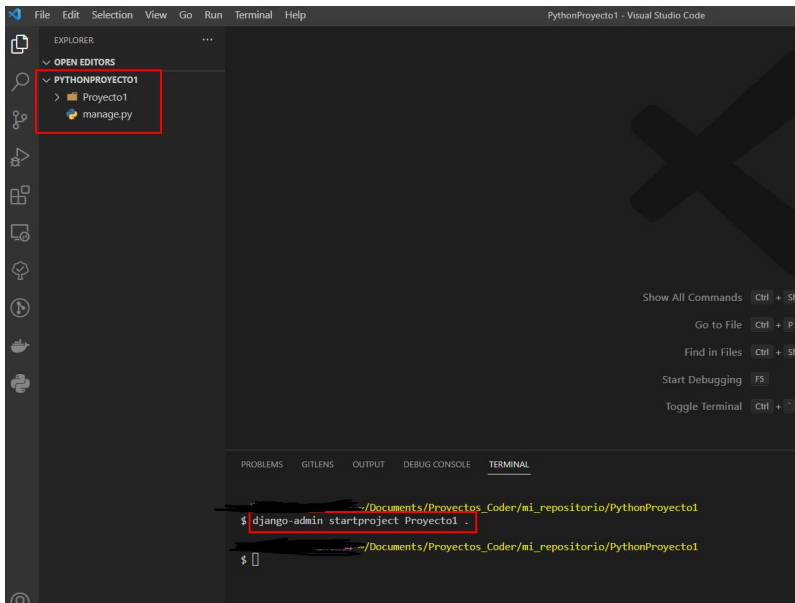 File Edit Selection View Go Run Terminal Help PythonProyecto1 - Visual Studio Code
EXPLORER ...
OPEN EDITORS
PYTHONPROYECTO1
Proyecto1
manage.py
Show All Commands Ctrl + Sh
Go to File Ctrl + P
Find in Files Ctrl + Sh
Start Debugging F5
Toggle Terminal Ctrl + `
PROBLEMS GITLENS OUTPUT DEBUG CONSOLE TERMINAL
~/Documents/Proyectos_Coder/mi_repositorio/PythonProyecto1
$ django-admin startproject Proyecto1 .
~/Documents/Proyectos_Coder/mi_repositorio/PythonProyecto1
$